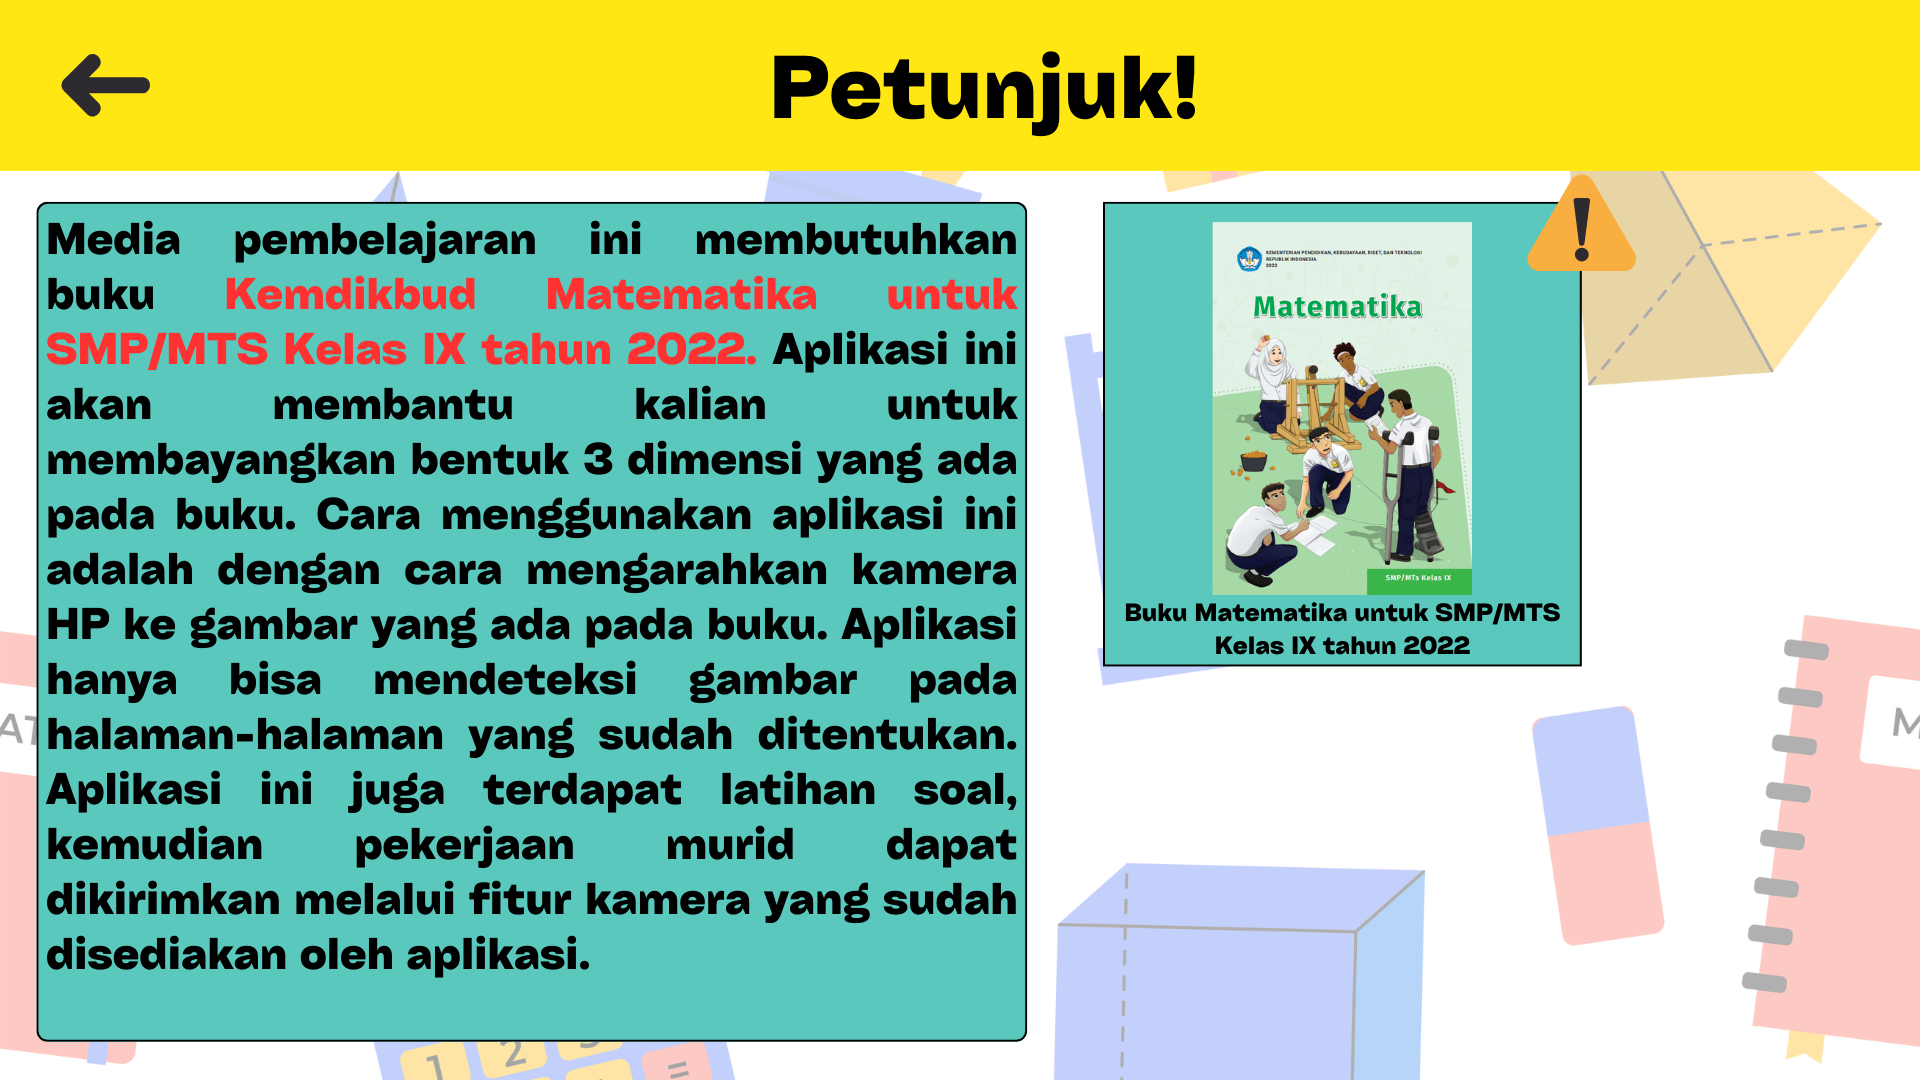 Petunjuk!
Media pembelajaran ini membutuhkan
buku Kemdikbud Matematika untuk
SMP/MTS Kelas IX tahun 2022. Aplikasi ini
akan membantu kalian untuk
membayangkan bentuk 3 dimensi yang ada
pada buku. Cara menggunakan aplikasi ini
adalah dengan cara mengarahkan kamera
HP ke gambar yang ada pada buku. Aplikasi
hanya bisa mendeteksi gambar pada
halaman-halaman yang sudah ditentukan.
Aplikasi ini juga terdapat latihan soal,
kemudian pekerjaan murid dapat
dikirimkan melalui fitur kamera yang sudah
disediakan oleh aplikasi.
KEMENTERIAN PENDIDIKAN, KEBUDAYAAN, RISET, DAN TEKNOLOGI
REPUBLIK INDONESIA
2022
Matematika
SMP/MTs Kelas IX
Buku Matematika untuk SMP/MTS
Kelas IX tahun 2022
AT
M
1 2
=